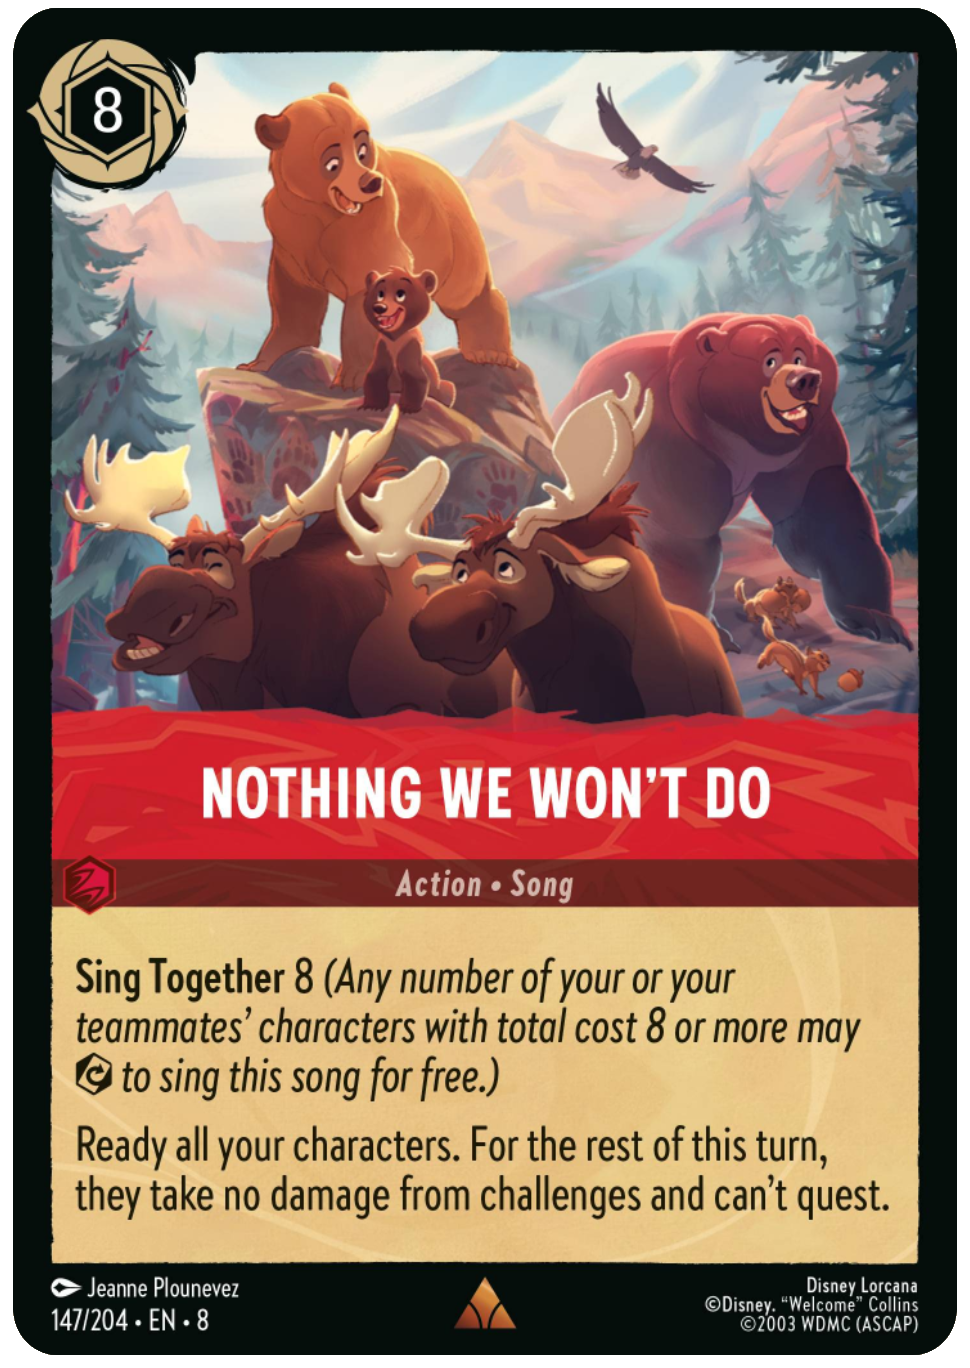 8
NOTHING WE WON'T DO
Action • Song
Sing Together 8 (Any number of your or your
teammates' characters with total cost 8 or more may
to sing this song for free.)
Ready all your characters. For the rest of this turn,
they take no damage from challenges and can't quest.
Jeanne Plounevez
147/204 • EN • 8
Disney Lorcana
©Disney. “Welcome” Collins
©2003 WDMC (ASCAP)